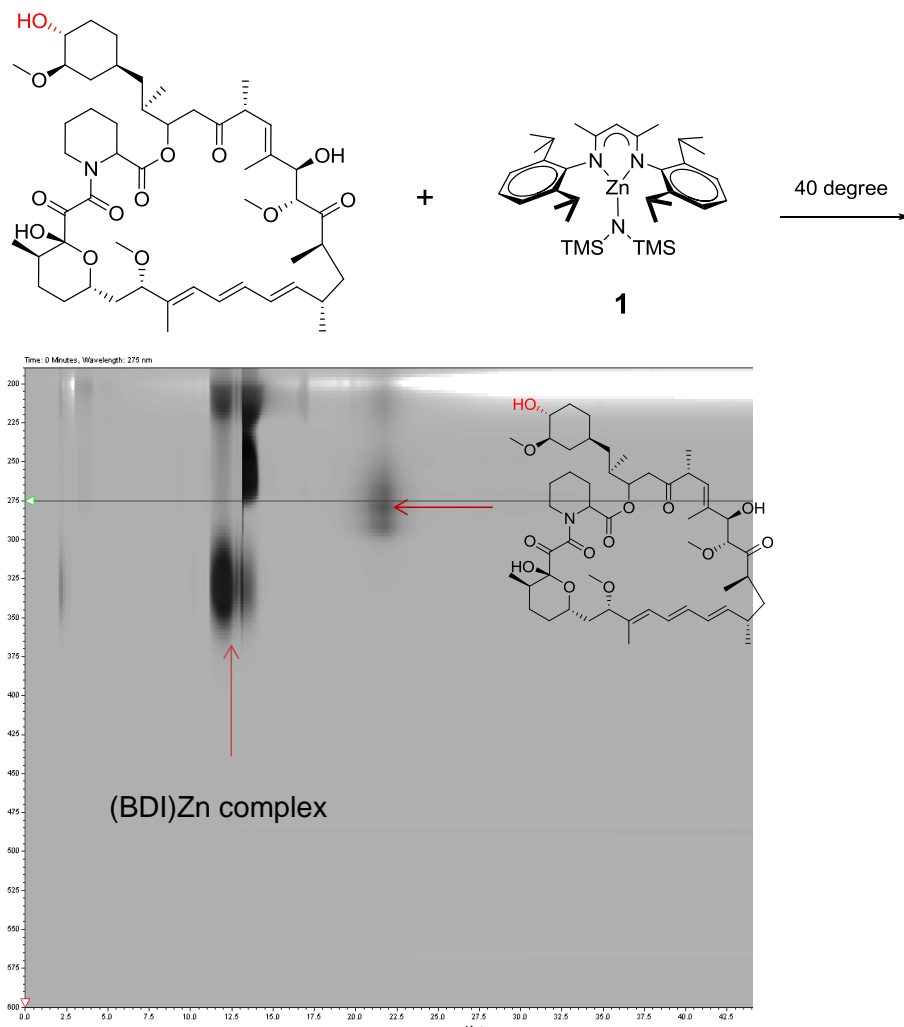 HO
O
O
O
OH
N
O
O
O
O
O
HO
O
O
+
N
N
Zn
N
TMS
TMS
1
40 degree
Time: 0 Minutes, Wavelength: 275 nm
200
225
250
275
300
325
350
375
400
425
450
475
500
525
550
575
600
0.0
2.5
5.0
7.5
10.0
12.5
15.0
17.5
20.0
22.5
25.0
27.5
30.0
32.5
35.0
37.5
40.0
42.5
HO
O
O
O
OH
N
O
O
O
O
O
HO
O
O
(BDI)Zn complex